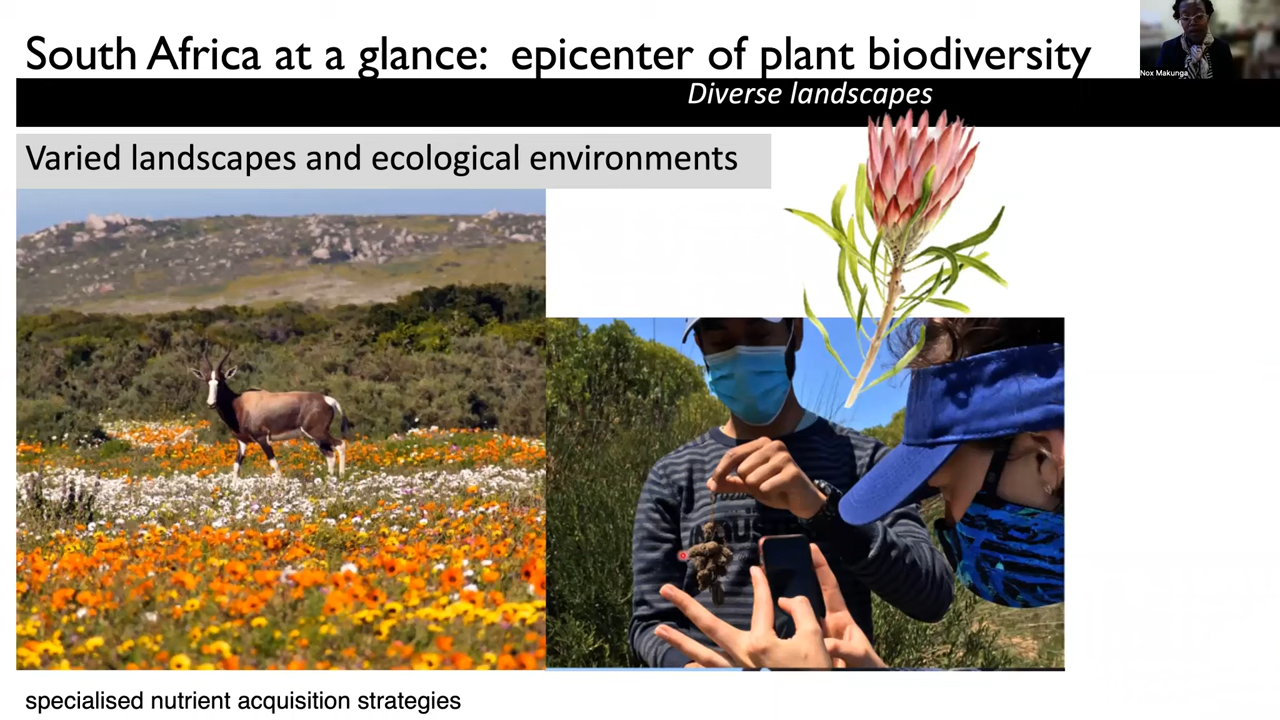 South Africa at a glance: epicenter of plant biodiversity
Nox Makunga
Diverse landscapes
Varied landscapes and ecological environments
specialised nutrient acquisition strategies